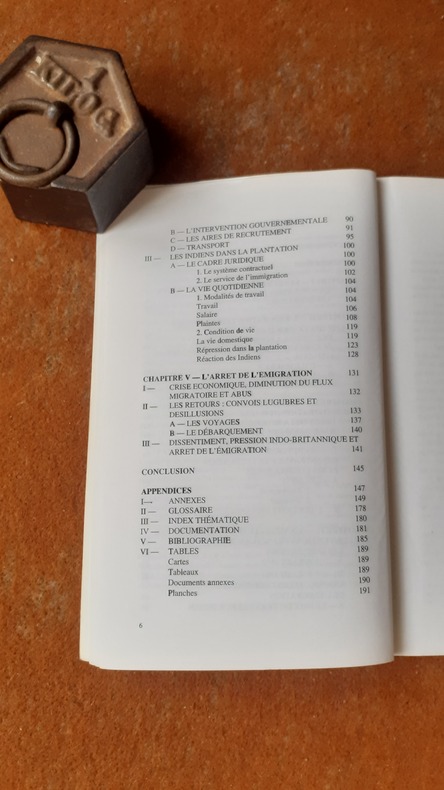 1
KILOG
B — L'INTERVENTION GOUVERNEMENTALE 90
C — LES AIRES DE RECRUTEMENT 91
D — TRANSPORT 95
III — LES INDIENS DANS LA PLANTATION 100
A — LE CADRE JURIDIQUE 100
1. Le système contractuel 100
2. Le service de l'immigration 102
B — LA VIE QUOTIDIENNE 104
1. Modalités de travail 104
Travail 104
Salaire 106
Plaintes 108
2. Condition de vie 119
La vie domestique 119
Répression dans la plantation 123
Réaction des Indiens 128
CHAPITRE V — L'ARRET DE L'EMIGRATION 131
I — CRISE ECONOMIQUE, DIMINUTION DU FLUX
MIGRATOIRE ET ABUS 132
II — LES RETOURS : CONVOIS LUGUBRES ET
DESILLUSIONS 133
A — LES VOYAGES 137
B — LE DÉBARQUEMENT 140
III — DISSENTIMENT, PRESSION INDO-BRITANNIQUE ET
ARRET DE L'ÉMIGRATION 141
CONCLUSION 145
APPENDICES 147
I — ANNEXES 149
II — GLOSSAIRE 178
III — INDEX THÉMATIQUE 180
IV — DOCUMENTATION 181
V — BIBLIOGRAPHIE 185
VI — TABLES 189
Cartes 189
Tableaux 189
Documents annexes 190
Planches 191
6